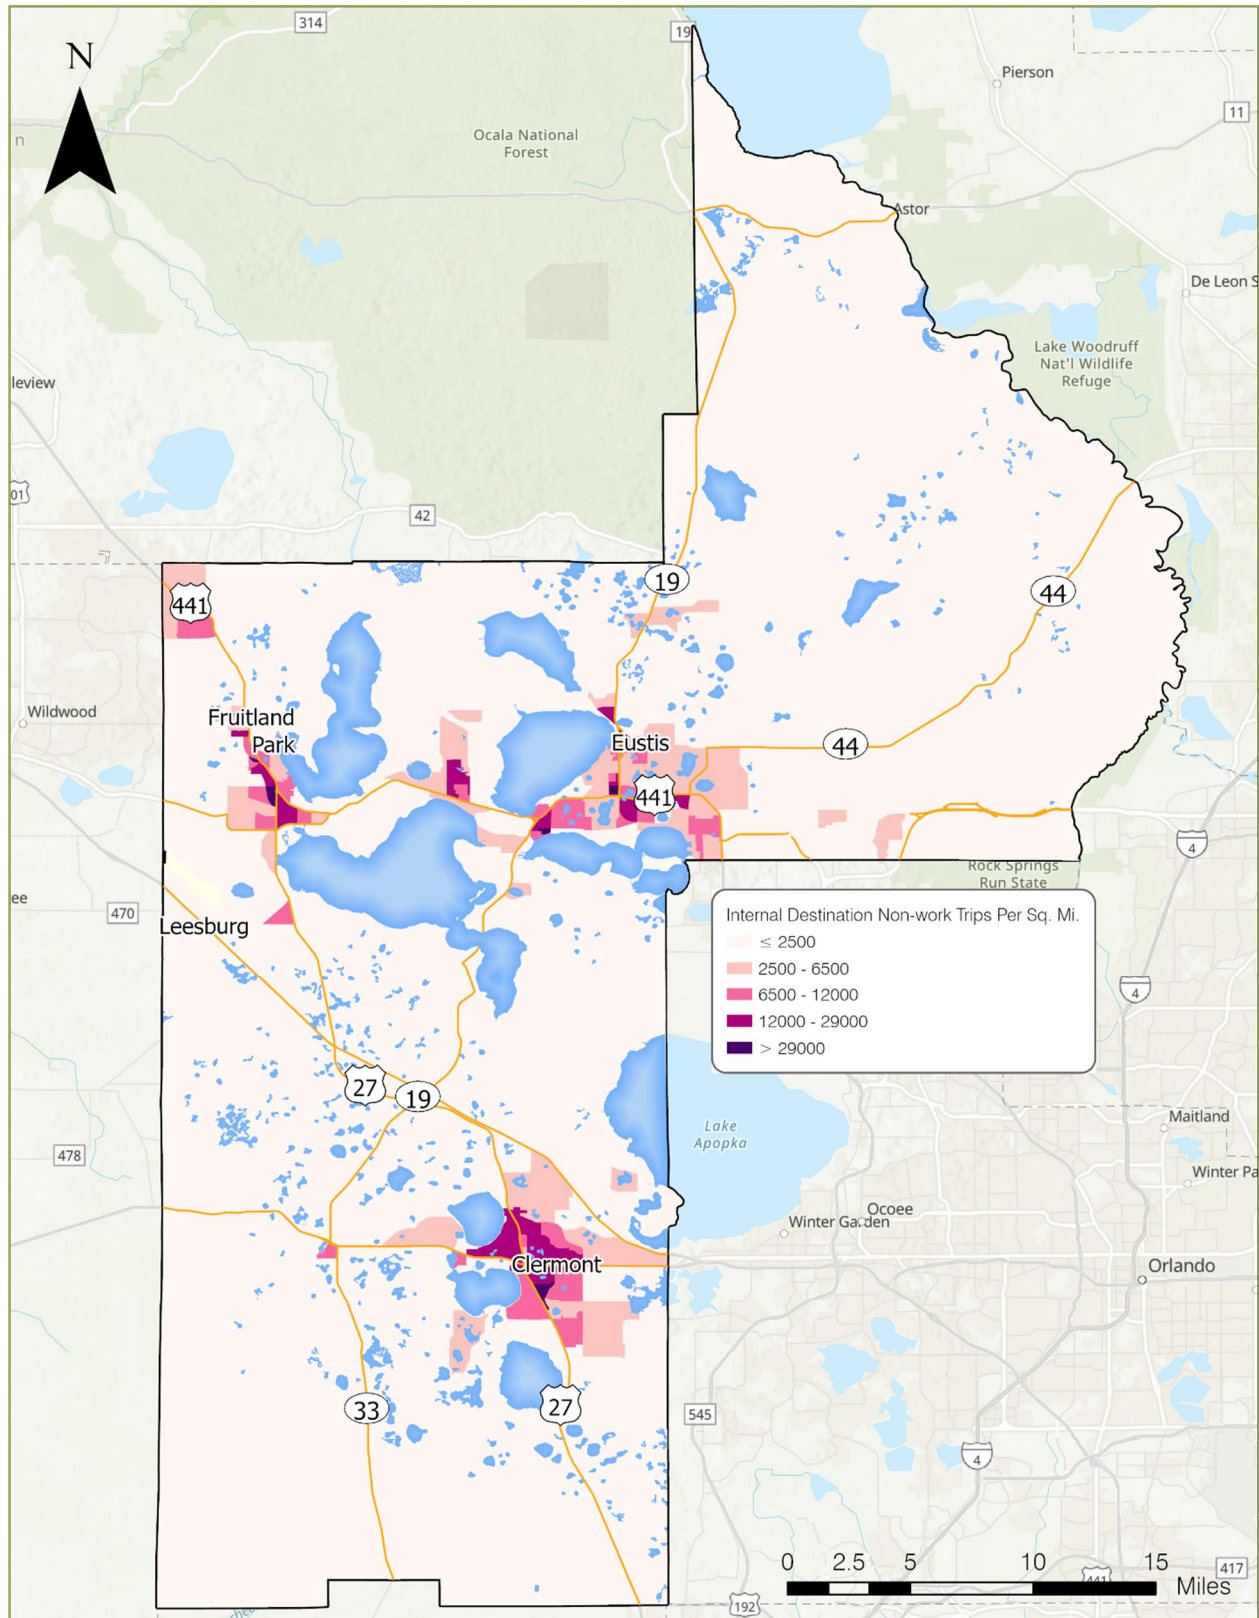 314
19
N
Pierson
11
Ocala National
Forest
n
Astor
De Leon S
Lake Woodruff
Nat'l Wildlife
Refuge
leview
01
42
19
441
44
Wildwood
Fruitland
Park
Eustis
44
441
4
Rock Springs
Run State
ee
470
Leesburg
Internal Destination Non-work Trips Per Sq. Mi.
≤ 2500
2500 - 6500
6500 - 12000
12000 - 29000
> 29000
4
27
19
Lake
Apopka
Maitland
478
Winter Pa
Ocoee
Winter Garden
Clermont
Orlando
33
27
545
4
0 2.5 5 10 15
Miles
417
441
192